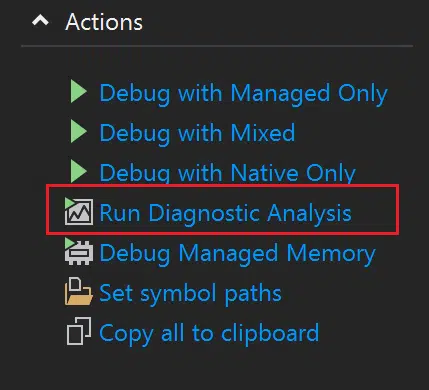 Actions
Debug with Managed Only
Debug with Mixed
Debug with Native Only
Run Diagnostic Analysis
Debug Managed Memory
Set symbol paths
Copy all to clipboard